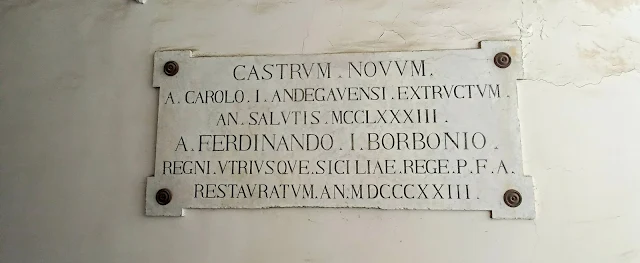 CASTRVM . NOVVM.
A. CAROLO. I. ANDEGAVENSI. EXTRVCTVM.
AN. SALVTIS. MCCLXXXIII.
A. FERDINANDO. I. BORBONIO.
REGNI. VTRIVSQVE. SICILIAE. REGE. P. F. A.
RESTAVRATVM. AN: MDCCCXXIII.